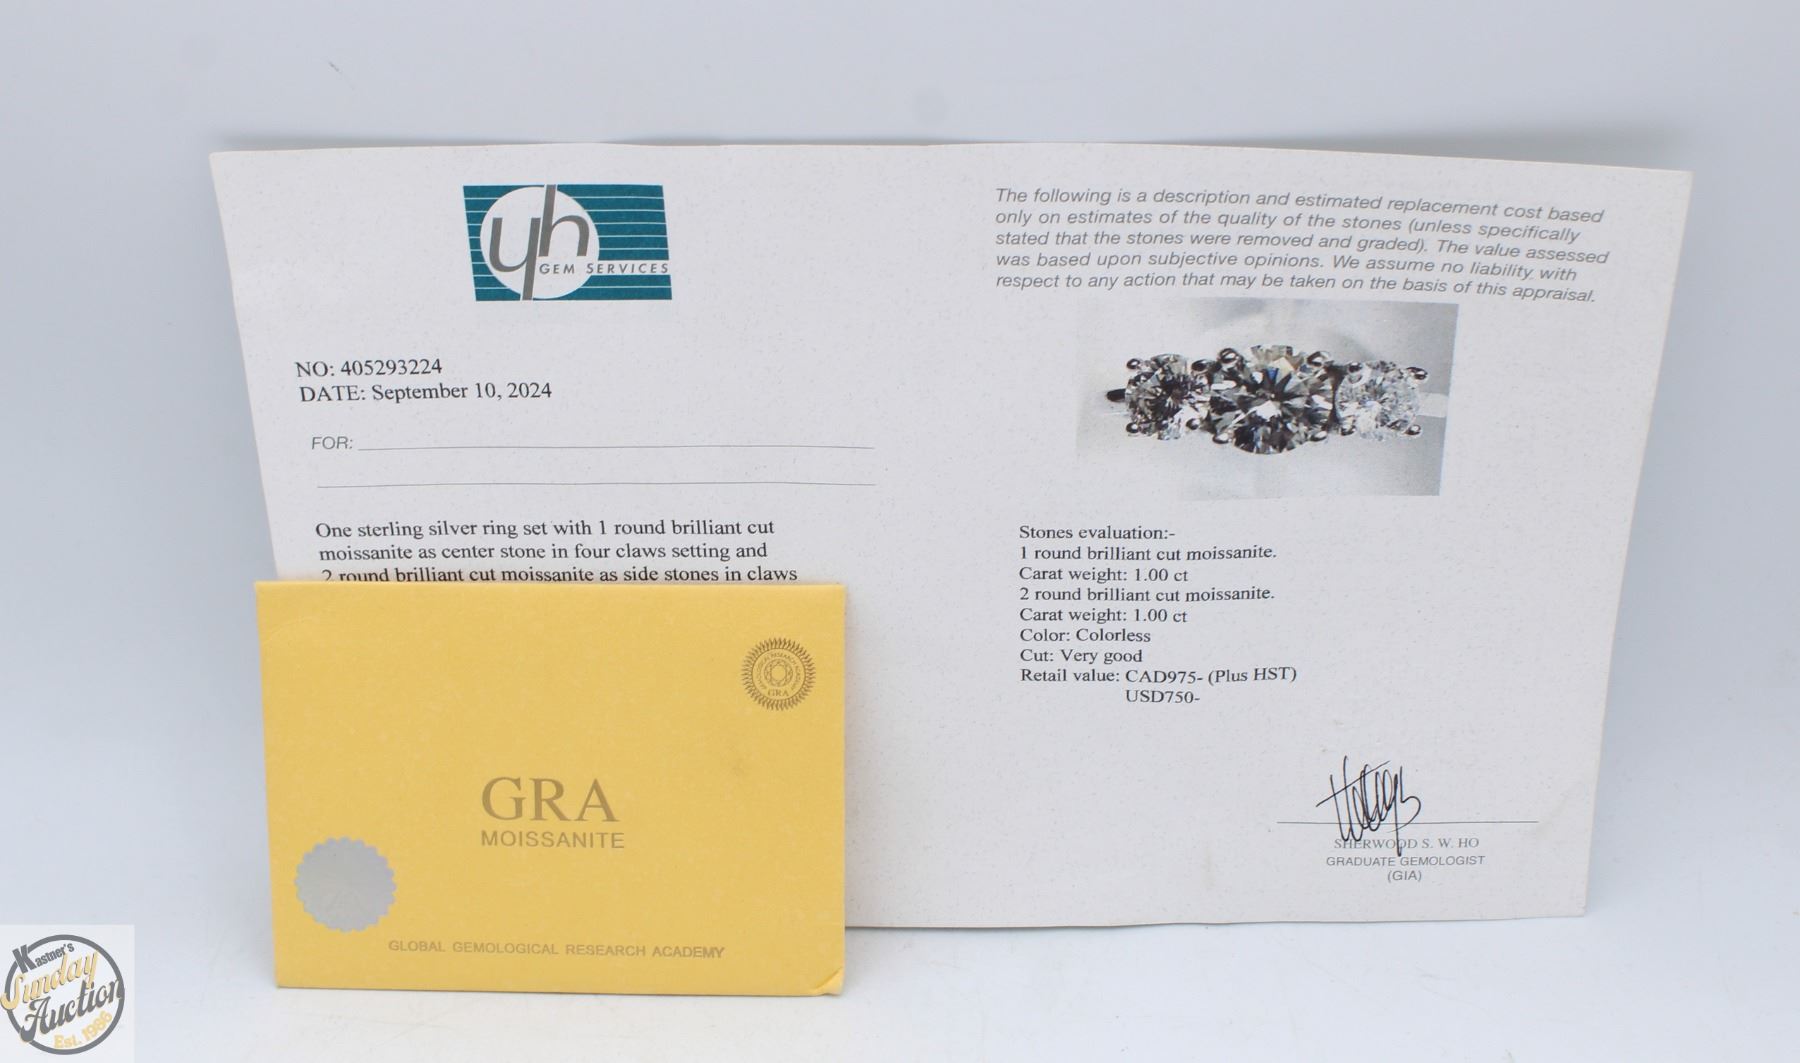 yh
GEM SERVICES
NO: 405293224
DATE: September 10, 2024
FOR:
One sterling silver ring set with 1 round brilliant cut
moissanite as center stone in four claws setting and
2 round brilliant cut moissanite as side stones in claws
The following is a description and estimated replacement cost based
only on estimates of the quality of the stones (unless specifically
stated that the stones were removed and graded). The value assessed
was based upon subjective opinions. We assume no liability with
respect to any action that may be taken on the basis of this appraisal.
Stones evaluation:-
1 round brilliant cut moissanite.
Carat weight: 1.00 ct
2 round brilliant cut moissanite.
Carat weight: 1.00 ct
Color: Colorless
Cut: Very good
Retail value: CAD975- (Plus HST)
USD750-
SHERWOOD S. W. HO
GRADUATE GEMOLOGIST
(GIA)
GRA
GRA
MOISSANITE
GLOBAL GEMOLOGICAL RESEARCH ACADEMY
Kastner's
Sunday
Auction
Est. 1986